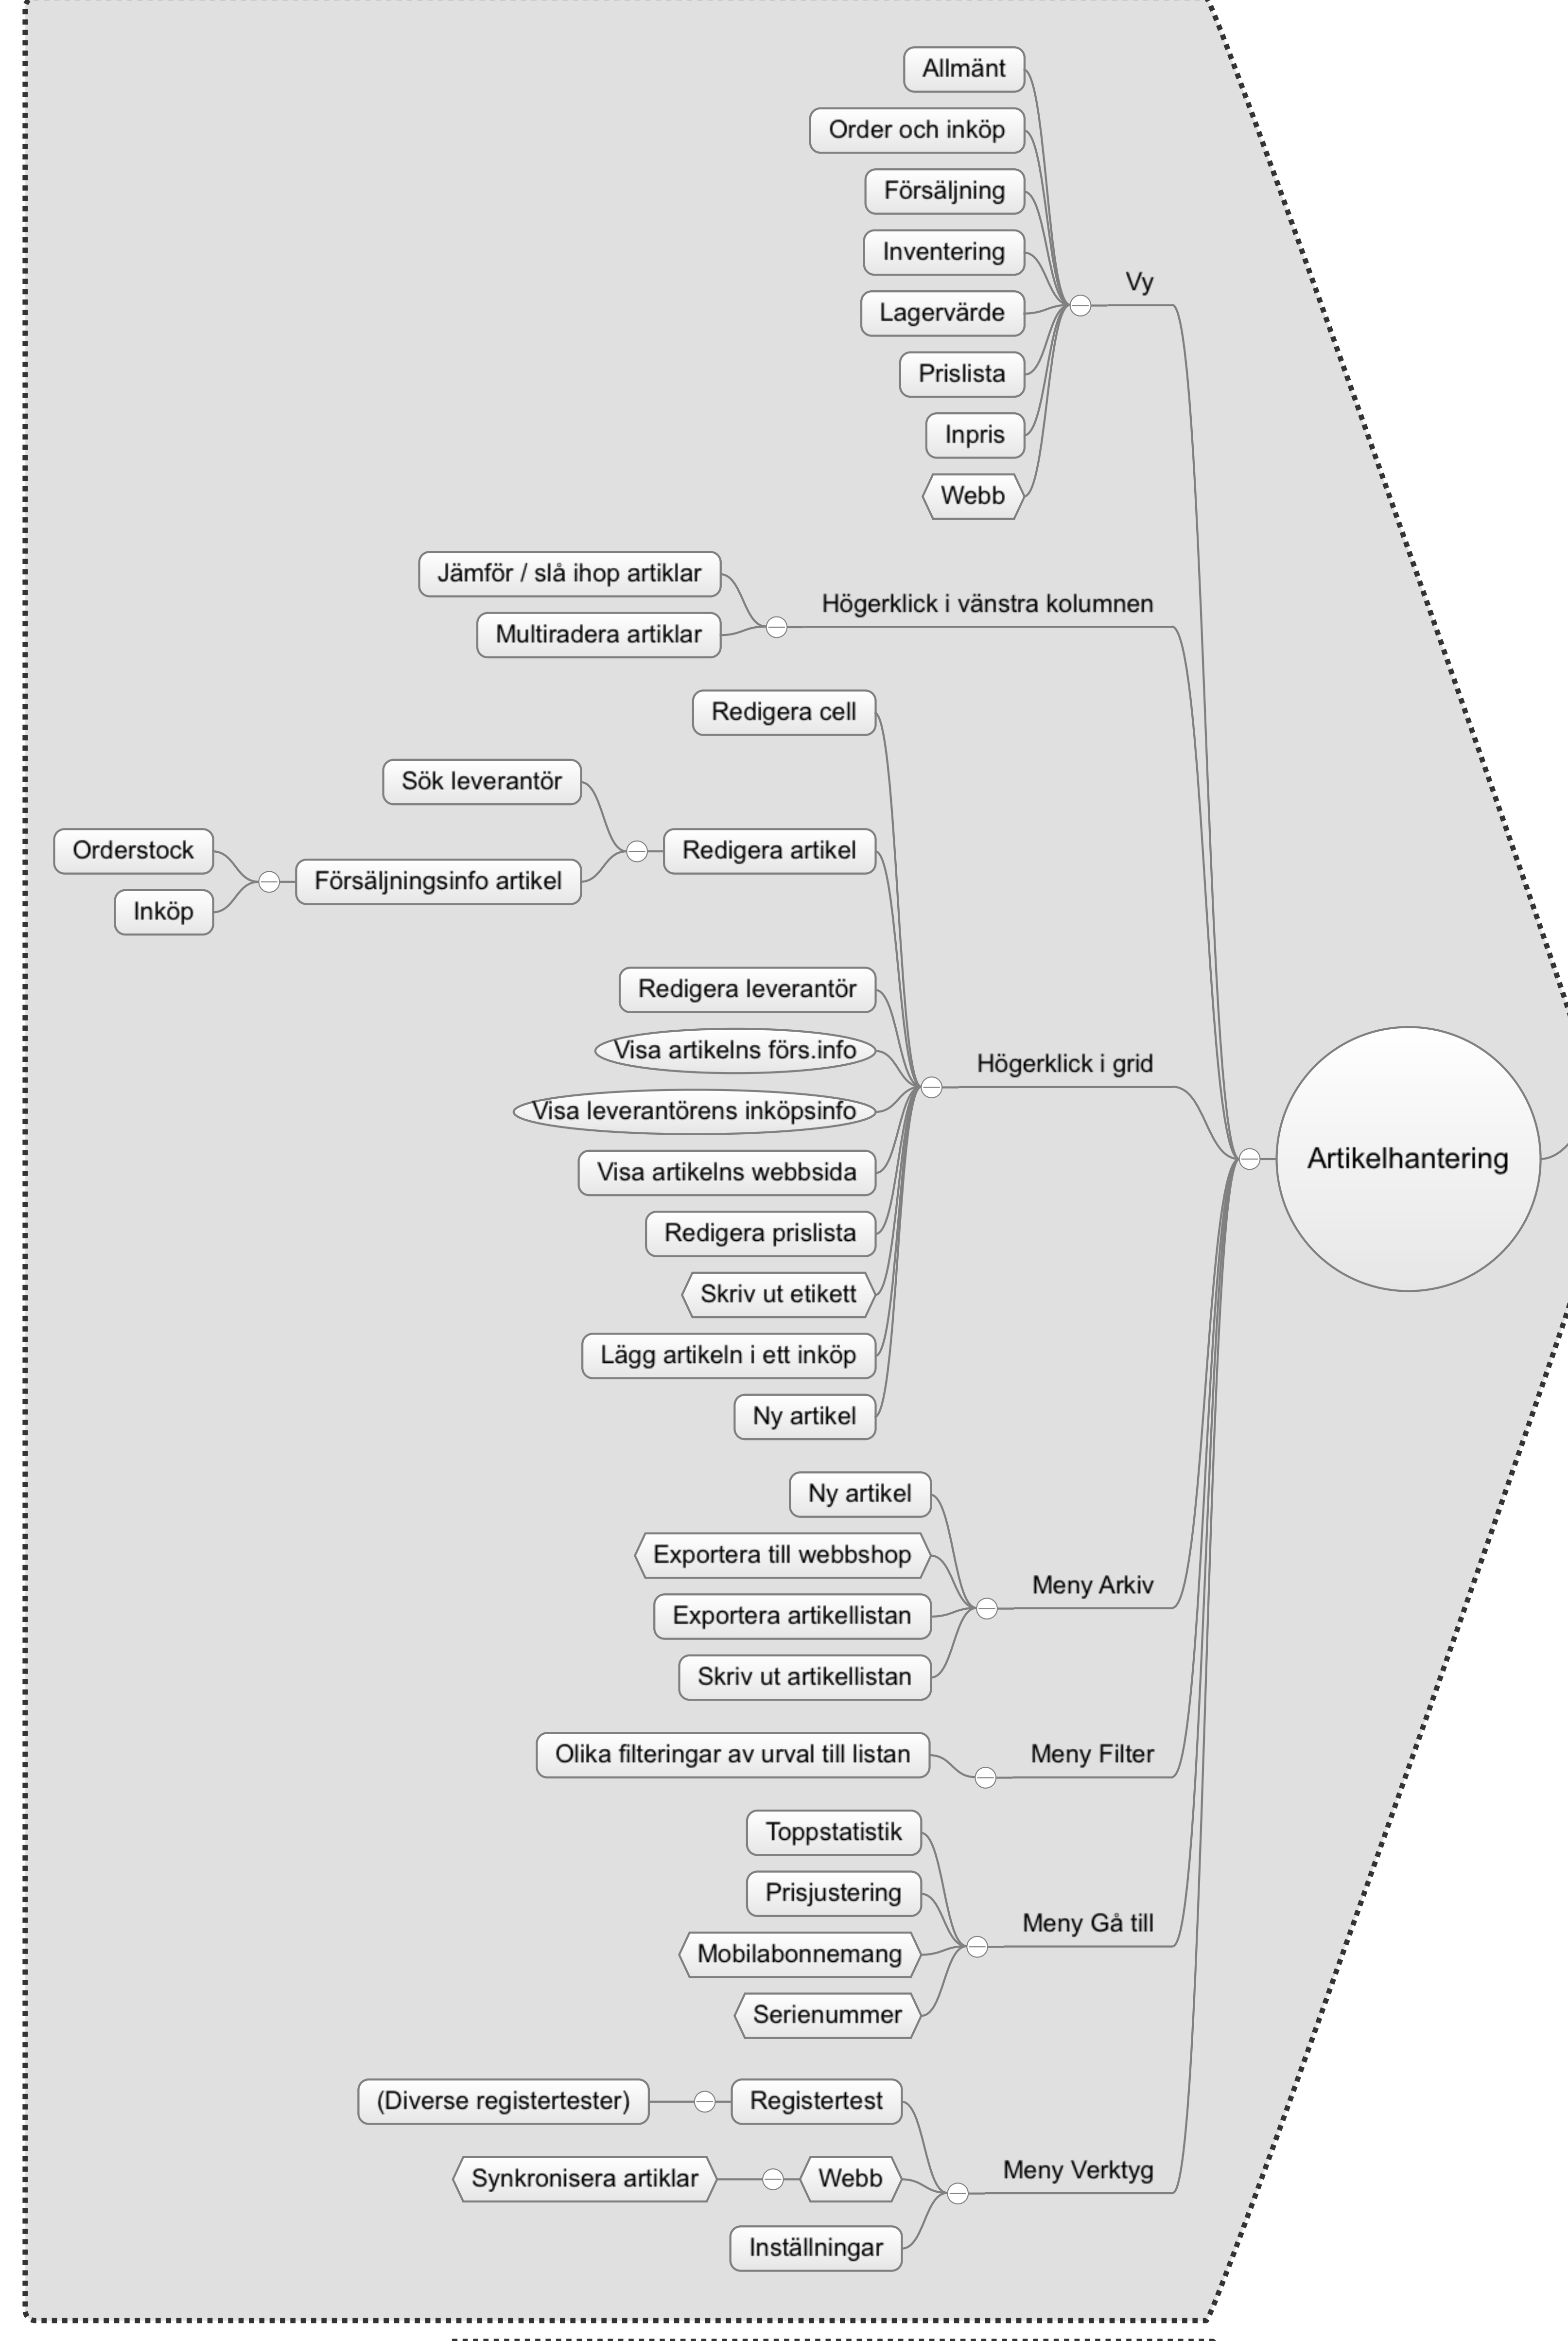 Allmänt
Order och inköp
Försäljning
Inventering
Vy
Lagervärde
Prislista
Inpris
Webb
Jämför / slå ihop artiklar
Högerklick i vänstra kolumnen
Multiradera artiklar
Redigera cell
Sök leverantör
Orderstock
Redigera artikel
Försäljningsinfo artikel
Inköp
Redigera leverantör
Visa artikelns förs.info
Högerklick i grid
Visa leverantörens inköpsinfo
Artikelhantering
Visa artikelns webbsida
Redigera prislista
Skriv ut etikett
Lägg artikeln i ett inköp
Ny artikel
Ny artikel
Exportera till webbshop
Meny Arkiv
Exportera artikellistan
Skriv ut artikellistan
Olika filteringar av urval till listan
Meny Filter
Toppstatistik
Prisjustering
Meny Gå till
Mobilabonnemang
Serienummer
(Diverse registertester)
Registertest
Meny Verktyg
Synkronisera artiklar
Webb
Inställningar